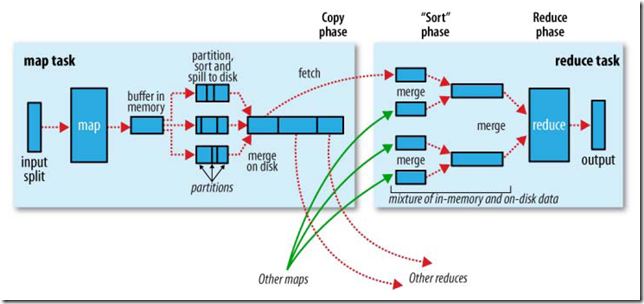 Copy
phase
"Sort"
phase
Reduce
phase
map task
reduce task
partition,
sort and
spill to disk
fetch
buffer in
memory
map
input
split
merge
on disk
partitions
merge
merge
merge
reduce
output
mixture of in-memory and on-disk data
Other maps
Other reduces